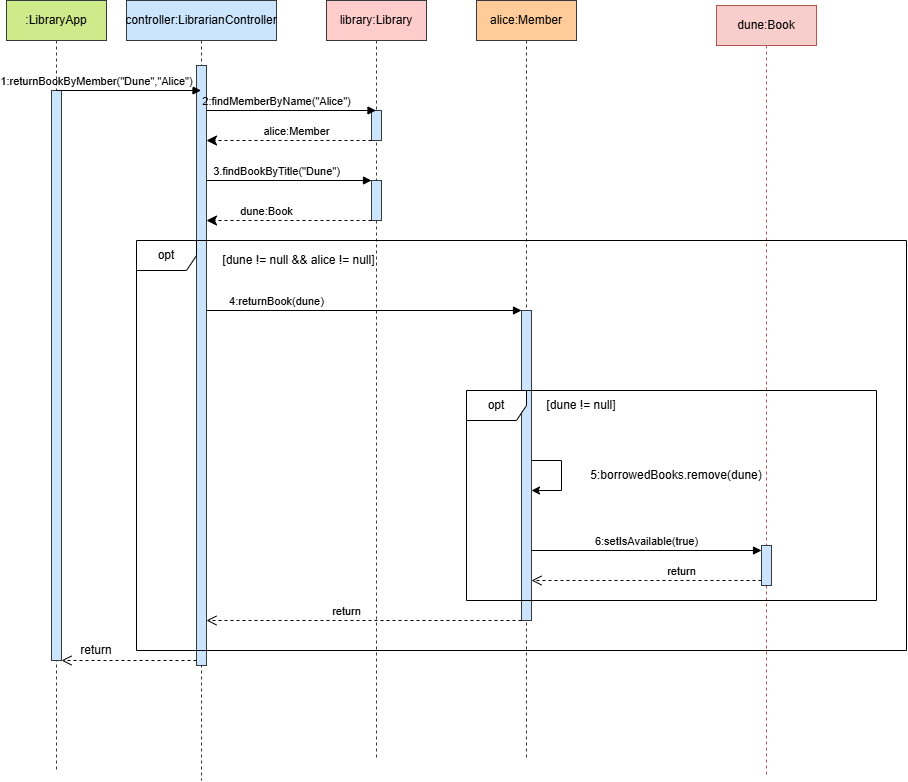 :LibraryApp
controller:LibrarianController
library:Library
alice:Member
dune:Book
1:returnBookByMember("Dune","Alice")
2:findMemberByName("Alice")
alice:Member
3.findBookByTitle("Dune")
dune:Book
opt
[dune != null && alice != null]
4:returnBook(dune)
opt
[dune != null]
5:borrowedBooks.remove(dune)
6:setIsAvailable(true)
return
return
return